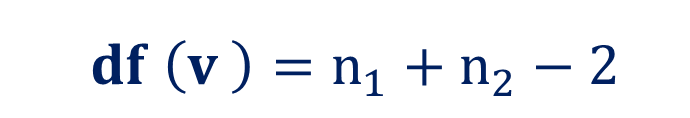 df (v ) = n₁ + n₂ − 2